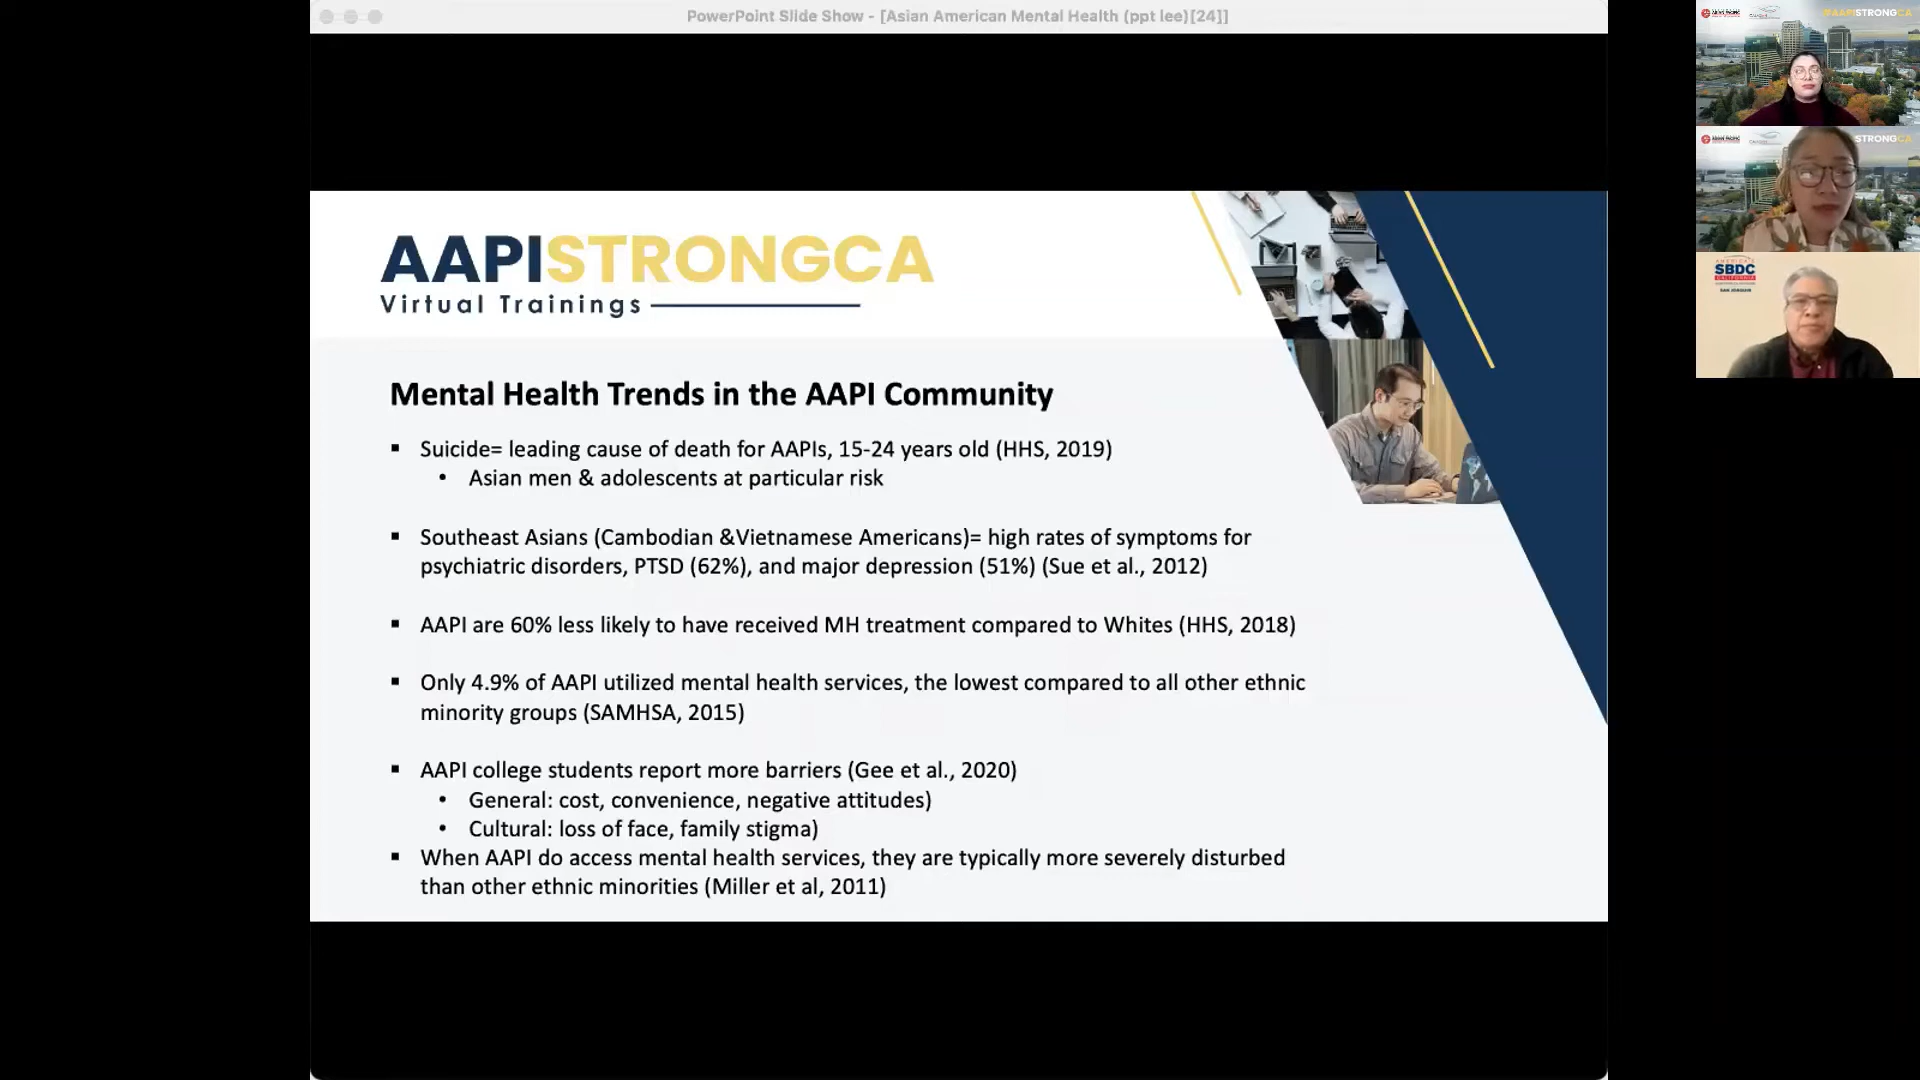 PowerPoint Slide Show - [Asian American Mental Health (ppt lee)[24]]
AAPISTRONGCA
Virtual Trainings
Mental Health Trends in the AAPI Community
▪ Suicide= leading cause of death for AAPIs, 15-24 years old (HHS, 2019)
• Asian men & adolescents at particular risk
▪ Southeast Asians (Cambodian &Vietnamese Americans)= high rates of symptoms for
psychiatric disorders, PTSD (62%), and major depression (51%) (Sue et al., 2012)
▪ AAPI are 60% less likely to have received MH treatment compared to Whites (HHS, 2018)
▪ Only 4.9% of AAPI utilized mental health services, the lowest compared to all other ethnic
minority groups (SAMHSA, 2015)
▪ AAPI college students report more barriers (Gee et al., 2020)
• General: cost, convenience, negative attitudes)
• Cultural: loss of face, family stigma)
▪ When AAPI do access mental health services, they are typically more severely disturbed
than other ethnic minorities (Miller et al, 2011)
#AAPISTRONGCA
STRONGCA
AMERICA'S
SBDC
CALIFORNIA
SAN JOAQUIN